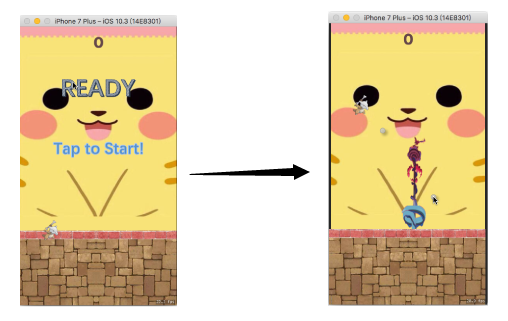 iPhone 7 Plus – iOS 10.3 (14E8301)
0
READY
Tap to Start!
iPhone 7 Plus – iOS 10.3 (14E8301)
0